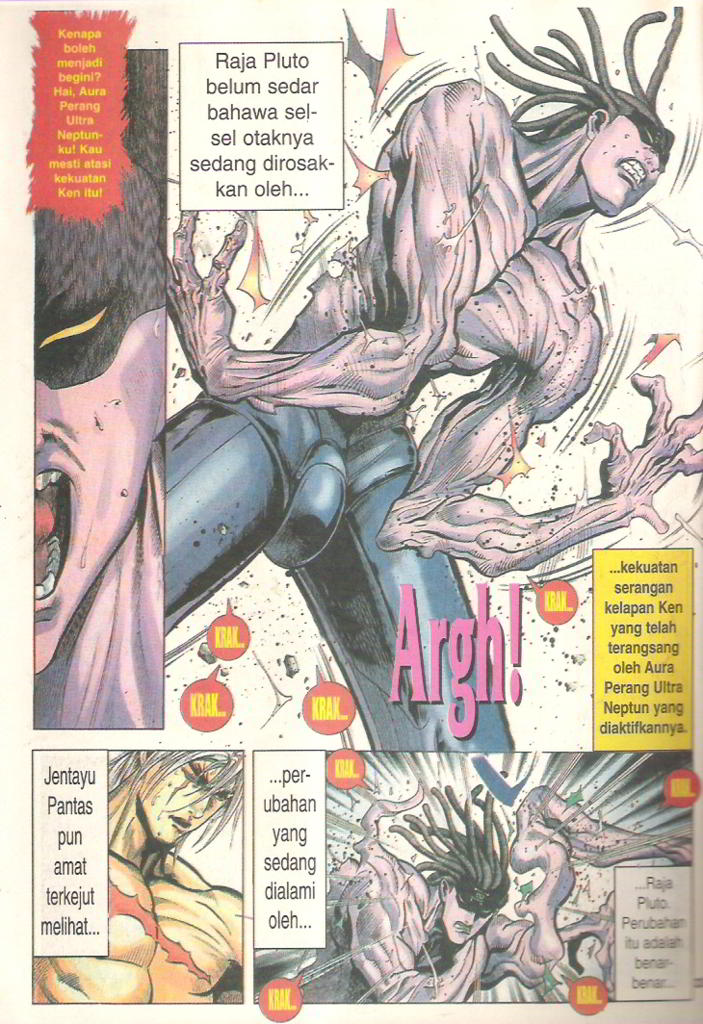 Kenapa
boleh
menjadi
begini?
Hai, Aura
Perang
Ultra
Neptun-
ku! Kau
mesti atasi
kekuatan
Ken itu!
Raja Pluto
belum sedar
bahawa sel-
sel otaknya
sedang dirosak-
kan oleh...
...kekuatan
serangan
kelapan Ken
yang telah
terangsang
oleh Aura
Perang Ultra
Neptun yang
diaktifkannya.
KRAK...
KRAK...
KRAK...
KRAK...
Argh!
Jentayu
Pantas
pun
amat
terkejut
melihat...
...per-
ubahan
yang
sedang
dialami
oleh...
KRAK...
KRAK...
...Raja
Pluto.
Perubahan
itu adalah
benar-
benar...
KRAK...
KRAK...